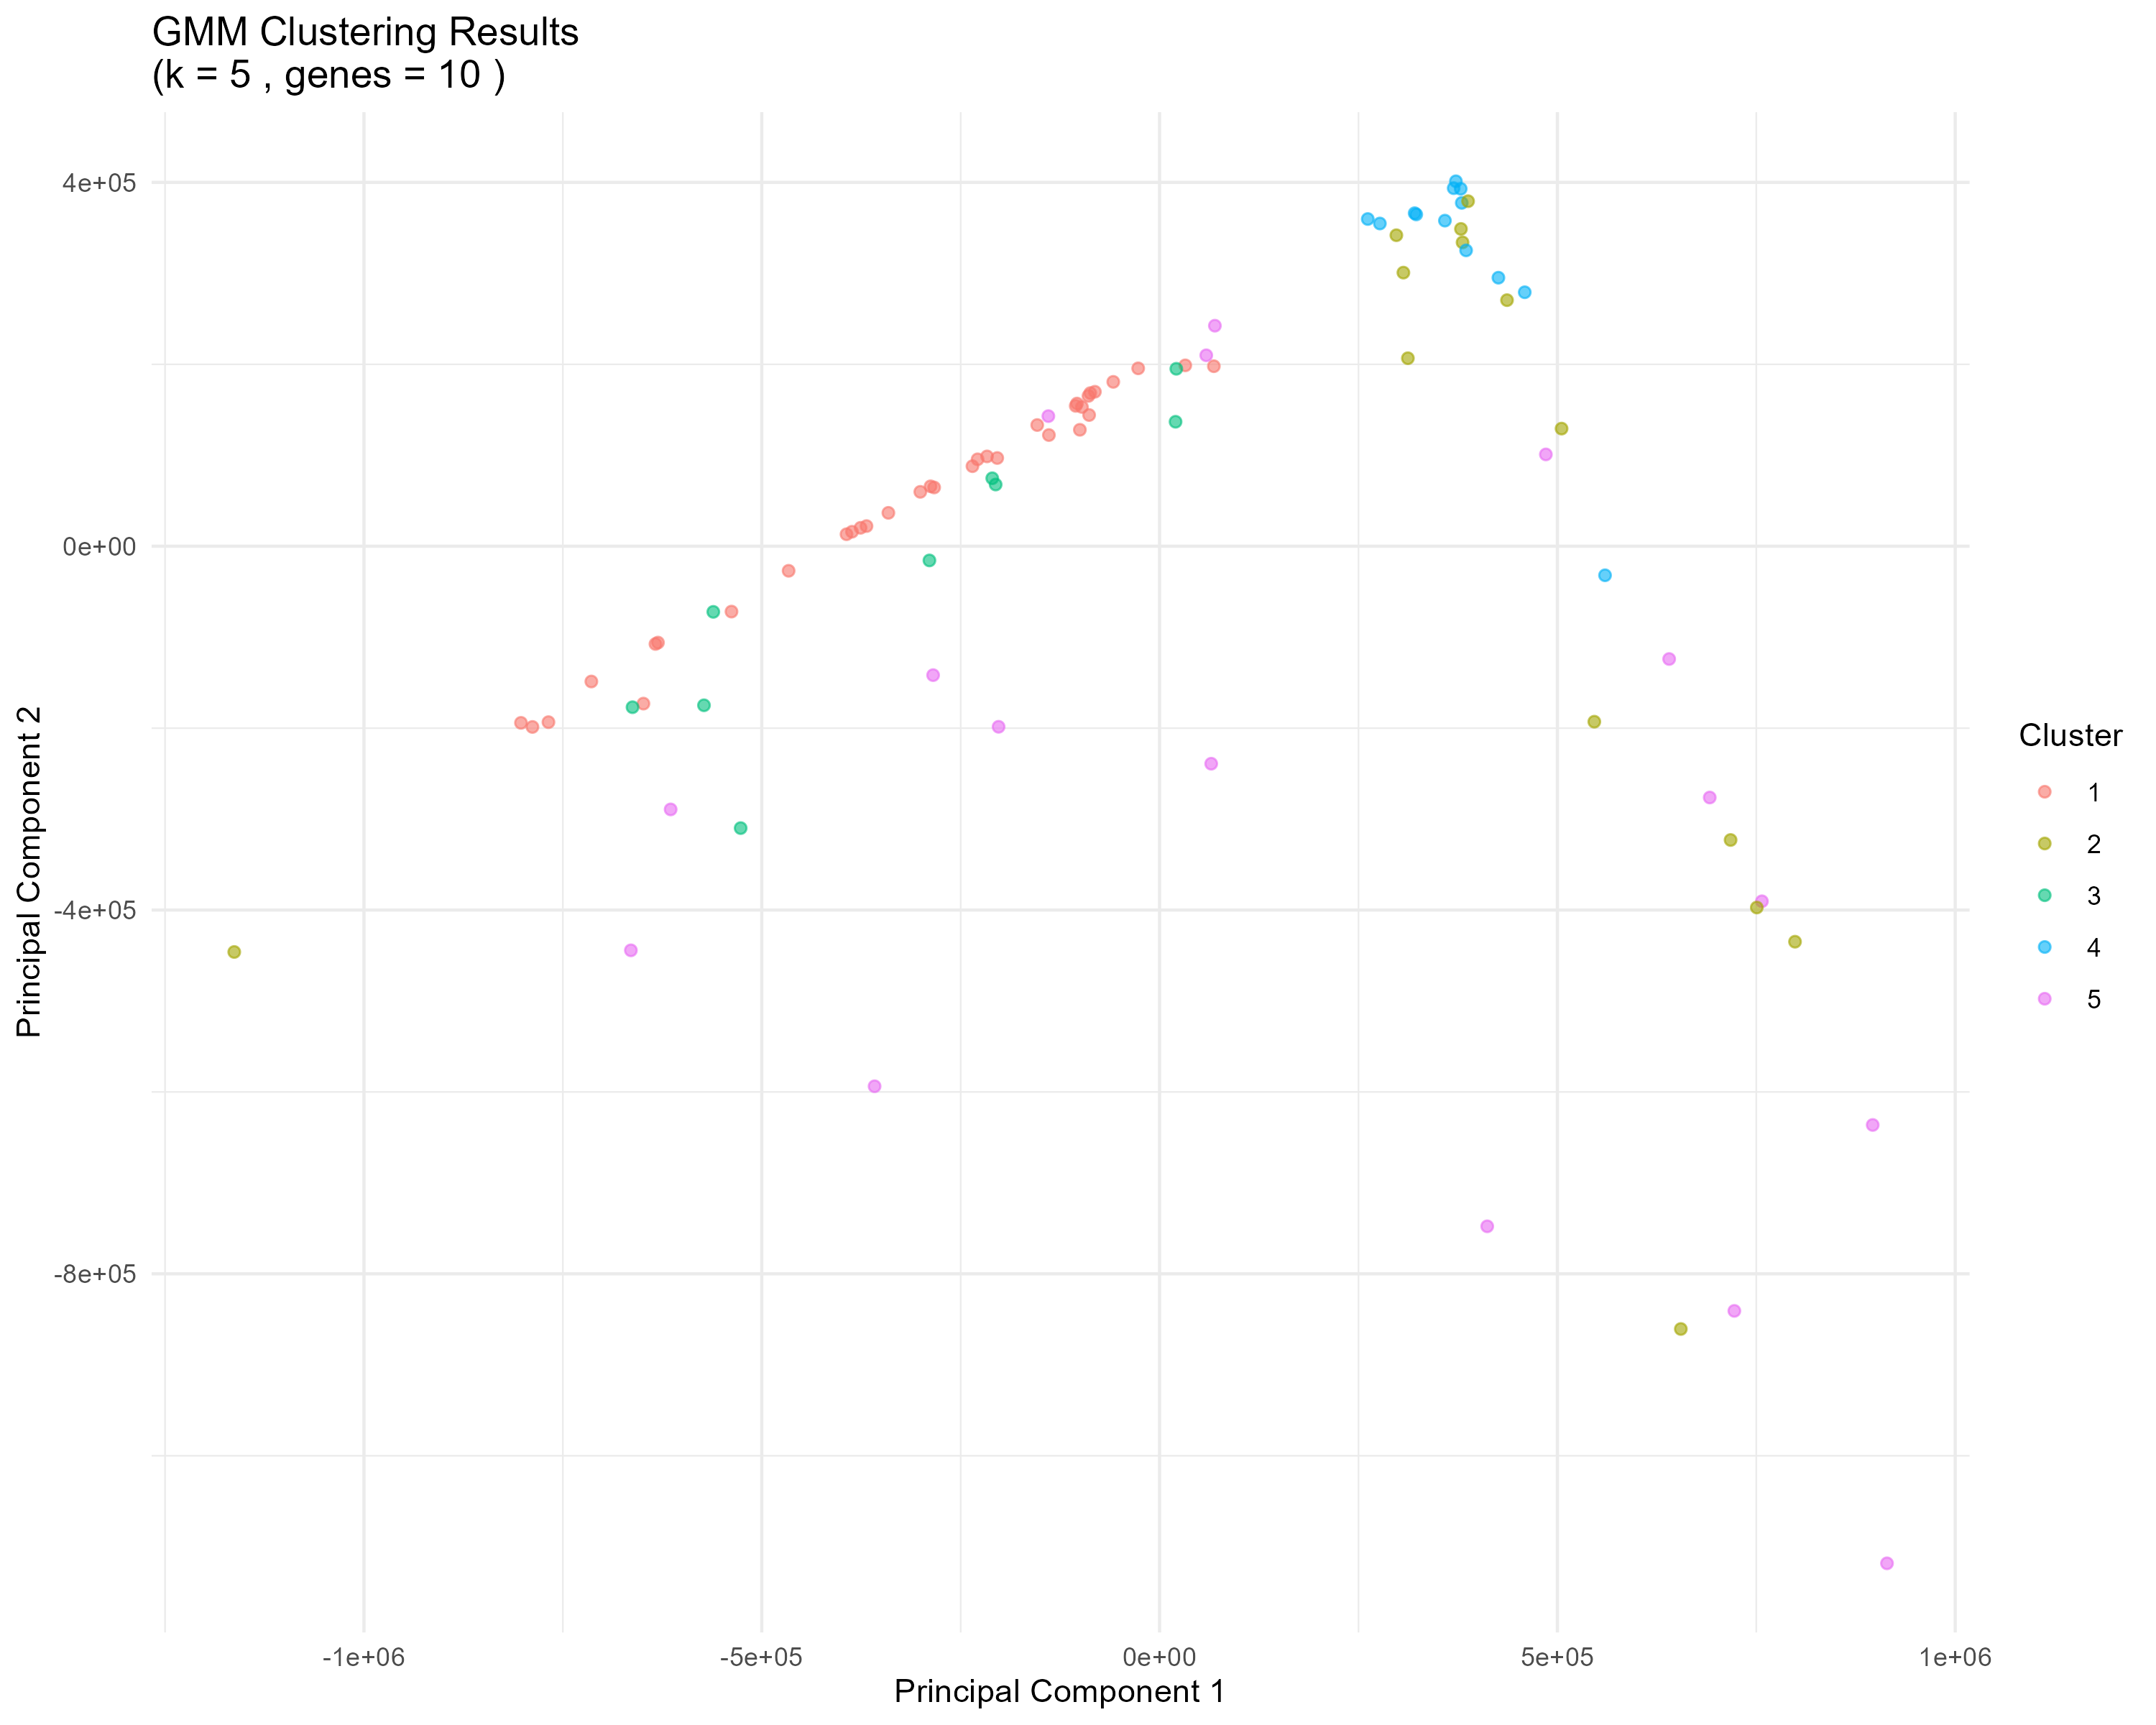 GMM Clustering Results
(k = 5 , genes = 10 )
4e+05
0e+00
-4e+05
-8e+05
Principal Component 2
-1e+06
-5e+05
0e+00
5e+05
1e+06
Principal Component 1
Cluster
1
2
3
4
5